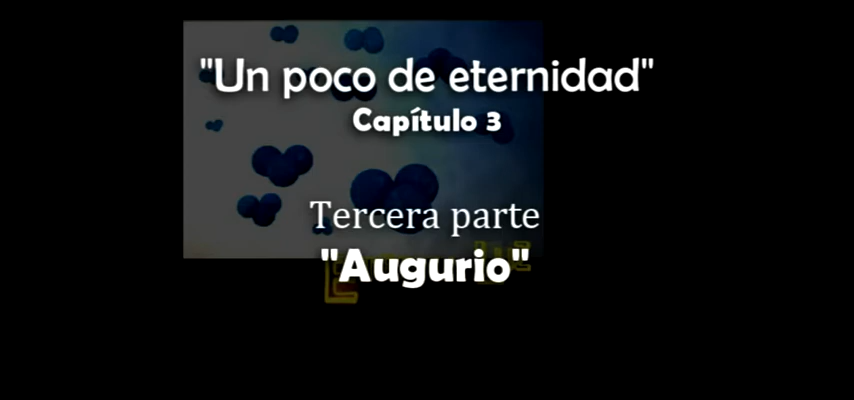 "Un poco de eternidad"
Capítulo 3
Tercera parte
"Augurio"